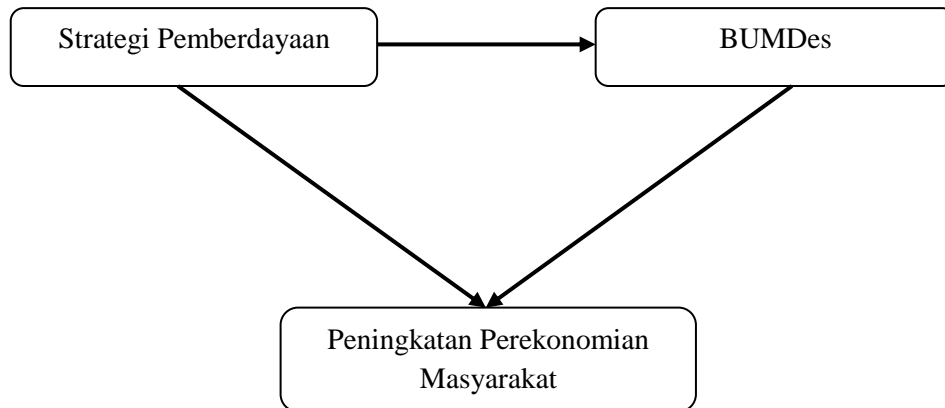 Strategi Pemberdayaan
BUMDes
Peningkatan Perekonomian
Masyarakat